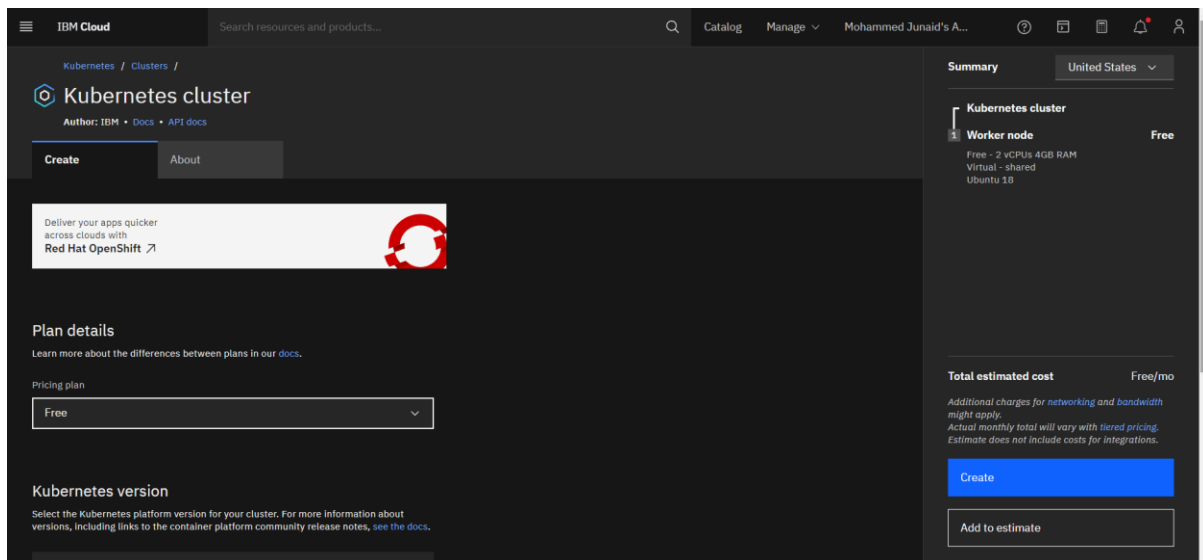 IBM Cloud
Search resources and products...
Catalog
Manage
Mohammed Junaid's A...
Kubernetes / Clusters /
Kubernetes cluster
Author: IBM • Docs • API docs
Create
About
Deliver your apps quicker
across clouds with
Red Hat OpenShift
Plan details
Learn more about the differences between plans in our docs.
Pricing plan
Free
Kubernetes version
Select the Kubernetes platform version for your cluster. For more information about
versions, including links to the container platform community release notes, see the docs.
Summary
United States
Kubernetes cluster
1 Worker node Free
Free - 2 vCPUs 4GB RAM
Virtual - shared
Ubuntu 18
Total estimated cost Free/mo
Additional charges for networking and bandwidth
might apply.
Actual monthly total will vary with tiered pricing.
Estimate does not include costs for integrations.
Create
Add to estimate